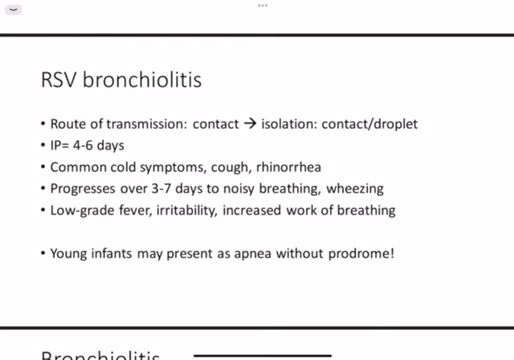 RSV bronchiolitis
• Route of transmission: contact → isolation: contact/droplet
• IP= 4-6 days
• Common cold symptoms, cough, rhinorrhea
• Progresses over 3-7 days to noisy breathing, wheezing
• Low-grade fever, irritability, increased work of breathing
• Young infants may present as apnea without prodrome!
Bronchiolitis